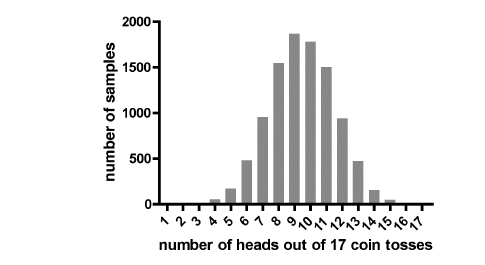 number of samples
2000
1500
1000
500
0
1 2 3 4 5 6 7 8 9 10 11 12 13 14 15 16 17
number of heads out of 17 coin tosses